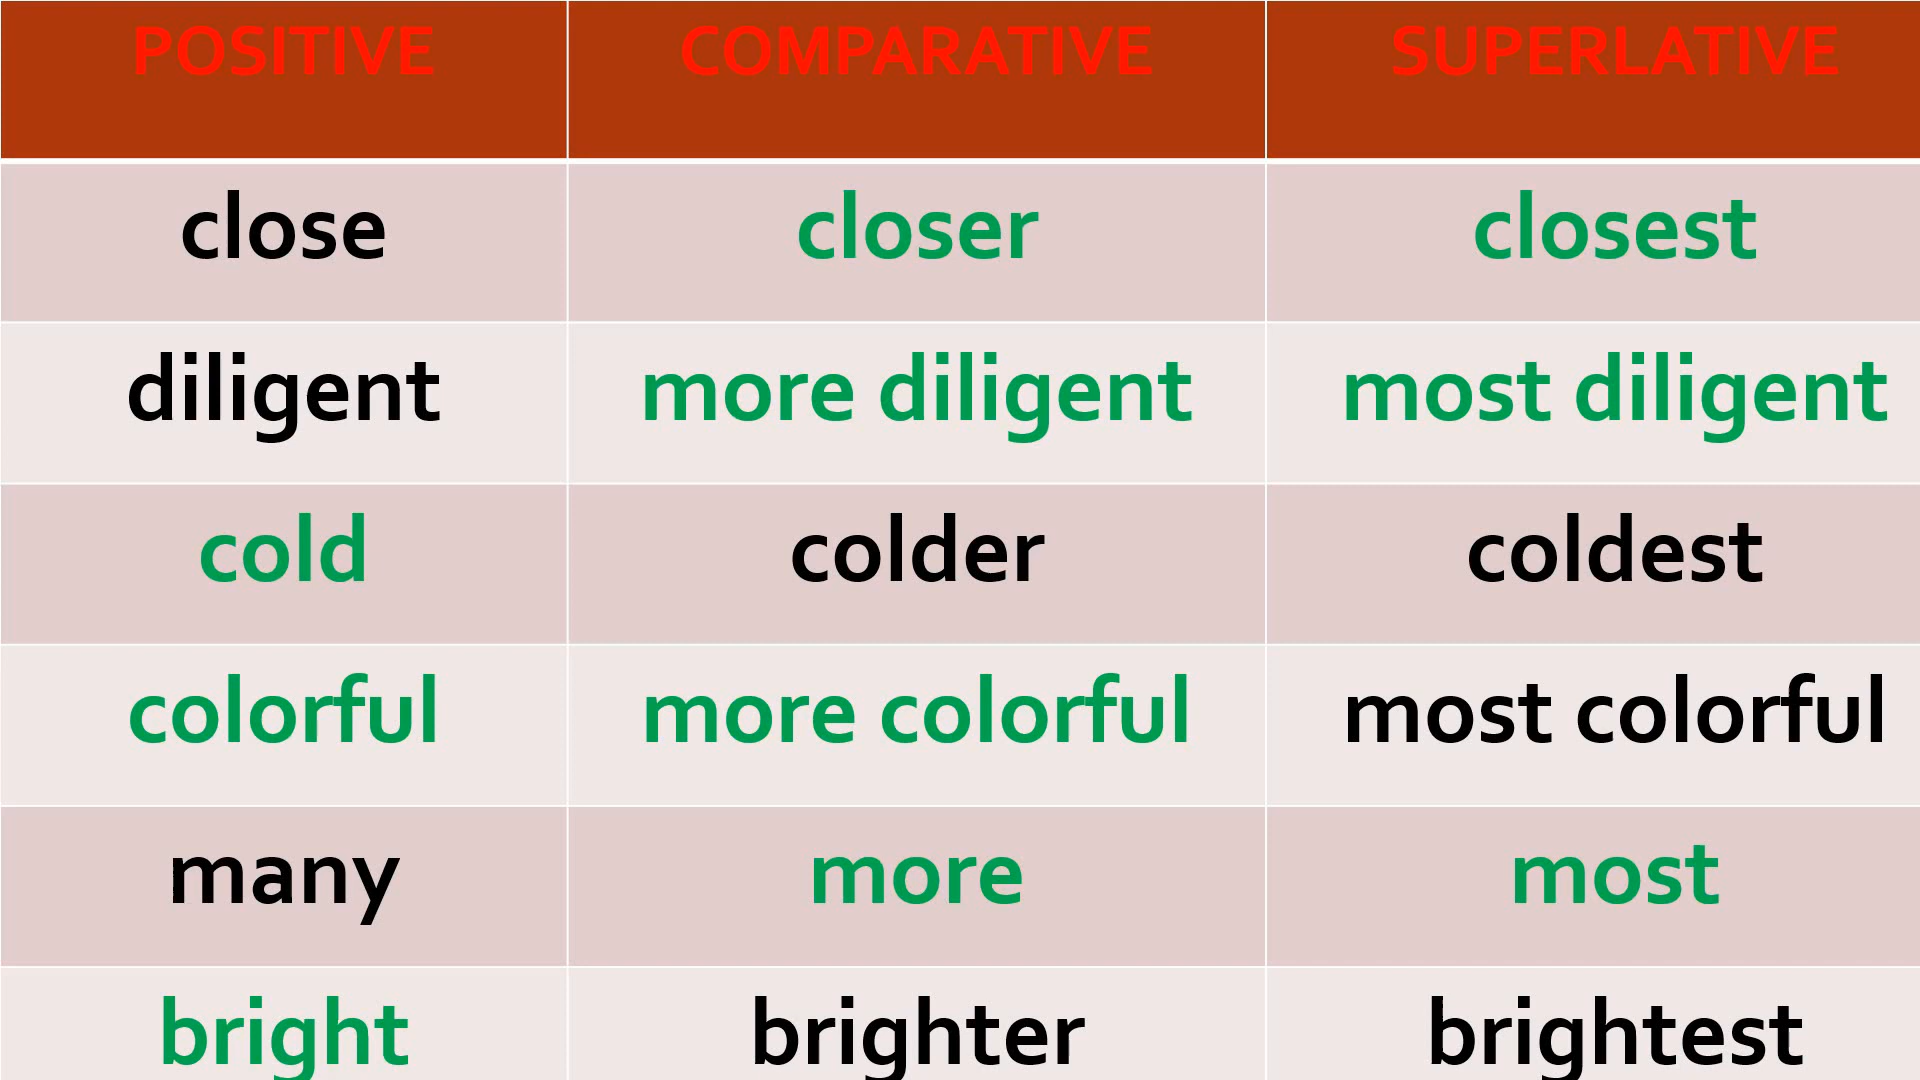 POSITIVE COMPARATIVE SUPERLATIVE
close closer closest
diligent more diligent most diligent
cold colder coldest
colorful more colorful most colorful
many more most
bright brighter brightest